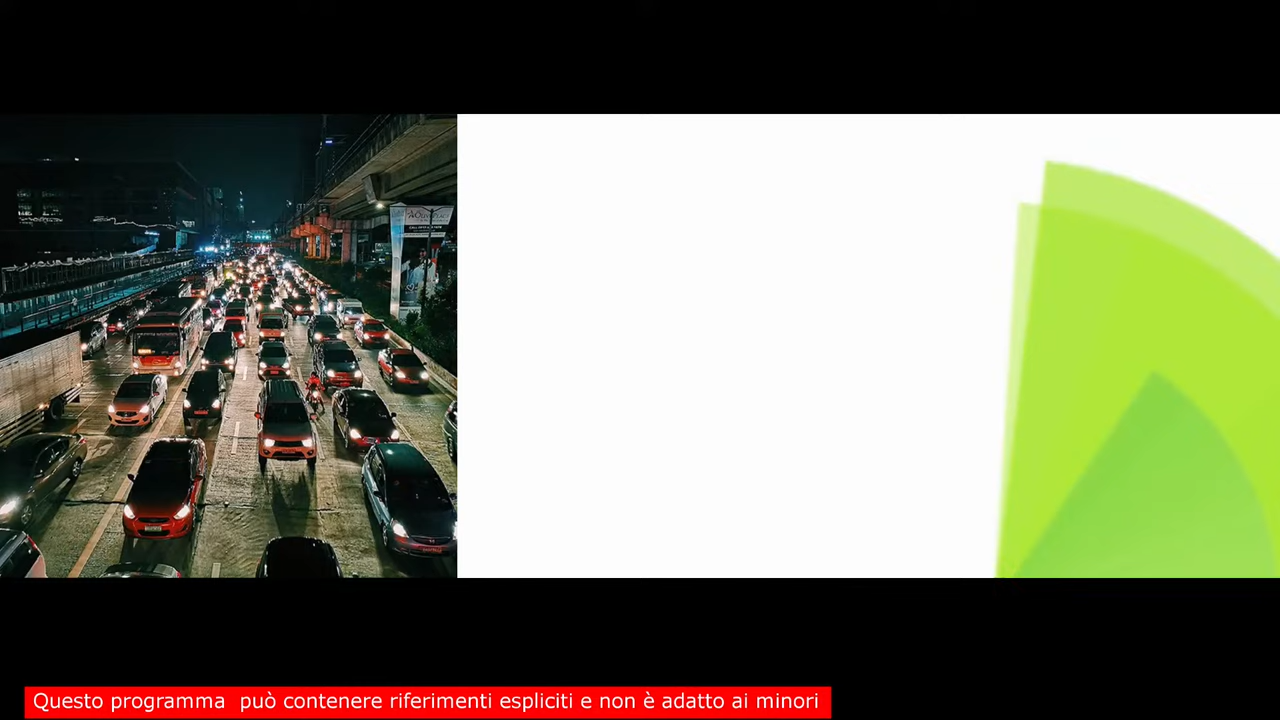 Questo programma  può contenere riferimenti espliciti e non è adatto ai minori